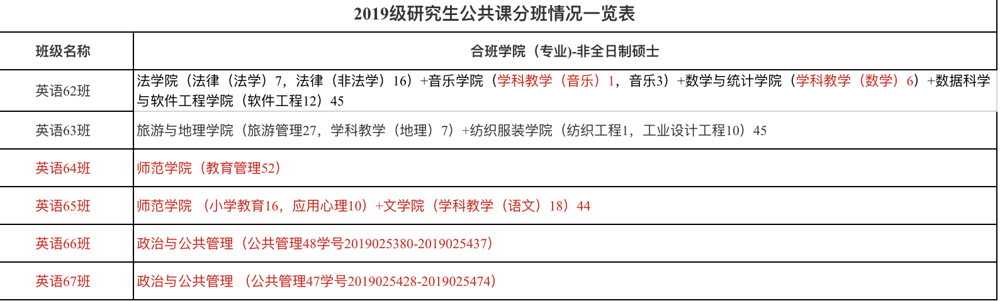 2019级研究生公共课分班情况一览表
班级名称
合班学院（专业)-非全日制硕士
英语62班
法学院（法律（法学）7，法律（非法学）16）+音乐学院（学科教学（音乐）1，音乐3）+数学与统计学院（学科教学（数学）6）+数据科学
与软件工程学院（软件工程12）45
英语63班
旅游与地理学院（旅游管理27，学科教学（地理）7）+纺织服装学院（纺织工程1，工业设计工程10）45
英语64班
师范学院（教育管理52）
英语65班
师范学院 （小学教育16，应用心理10）+文学院（学科教学（语文）18）44
英语66班
政治与公共管理（公共管理48学号2019025380-2019025437）
英语67班
政治与公共管理 （公共管理47学号2019025428-2019025474）